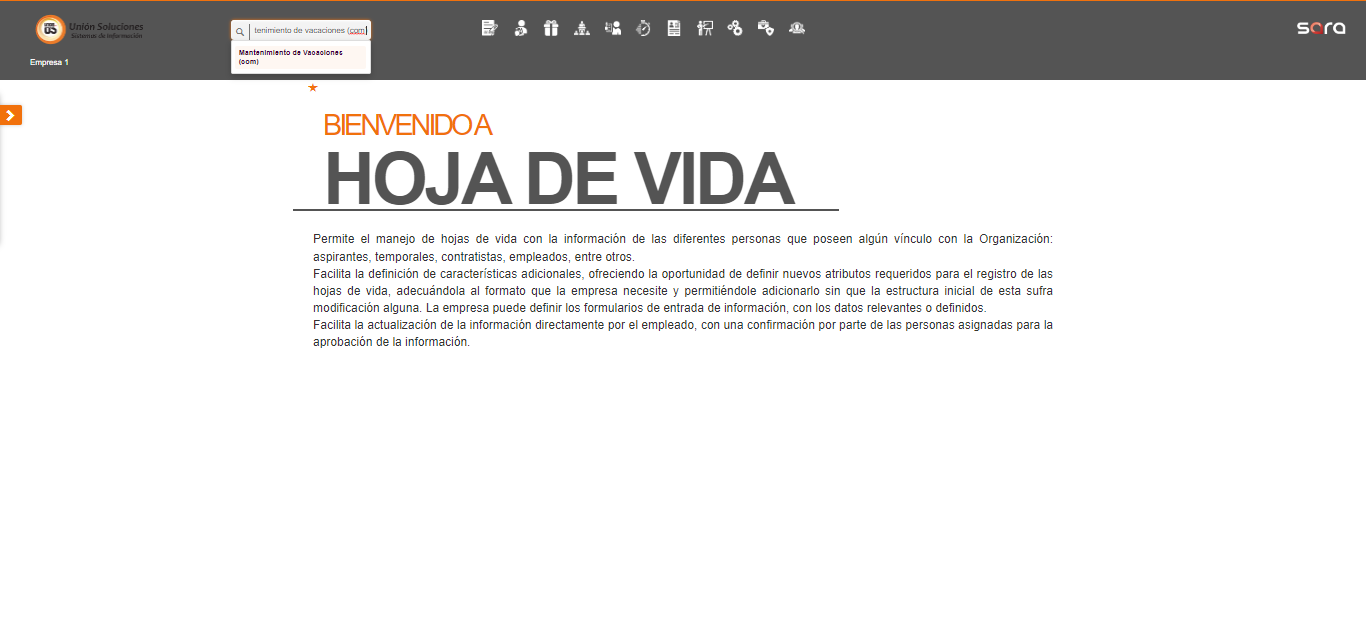 Unión Soluciones
Sistemas de Información
tenimiento de vacaciones (com)
sora
Mantenimiento de Vacaciones
(com)
Empresa 1
BIENVENIDO A
HOJA DE VIDA
Permite el manejo de hojas de vida con la información de las diferentes personas que poseen algún vínculo con la Organización:
aspirantes, temporales, contratistas, empleados, entre otros.
Facilita la definición de características adicionales, ofreciendo la oportunidad de definir nuevos atributos requeridos para el registro de las
hojas de vida, adecuándola al formato que la empresa necesite y permitiéndole adicionarlo sin que la estructura inicial de esta sufra
modificación alguna. La empresa puede definir los formularios de entrada de información, con los datos relevantes o definidos.
Facilita la actualización de la información directamente por el empleado, con una confirmación por parte de las personas asignadas para la
aprobación de la información.